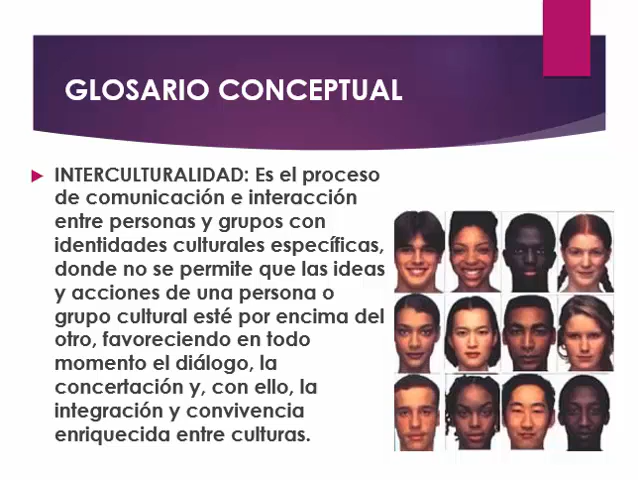 GLOSARIO CONCEPTUAL
INTERCULTURALIDAD: Es el proceso
de comunicación e interacción
entre personas y grupos con
identidades culturales específicas,
donde no se permite que las ideas
y acciones de una persona o
grupo cultural esté por encima del
otro, favoreciendo en todo
momento el diálogo, la
concertación y, con ello, la
integración y convivencia
enriquecida entre culturas.